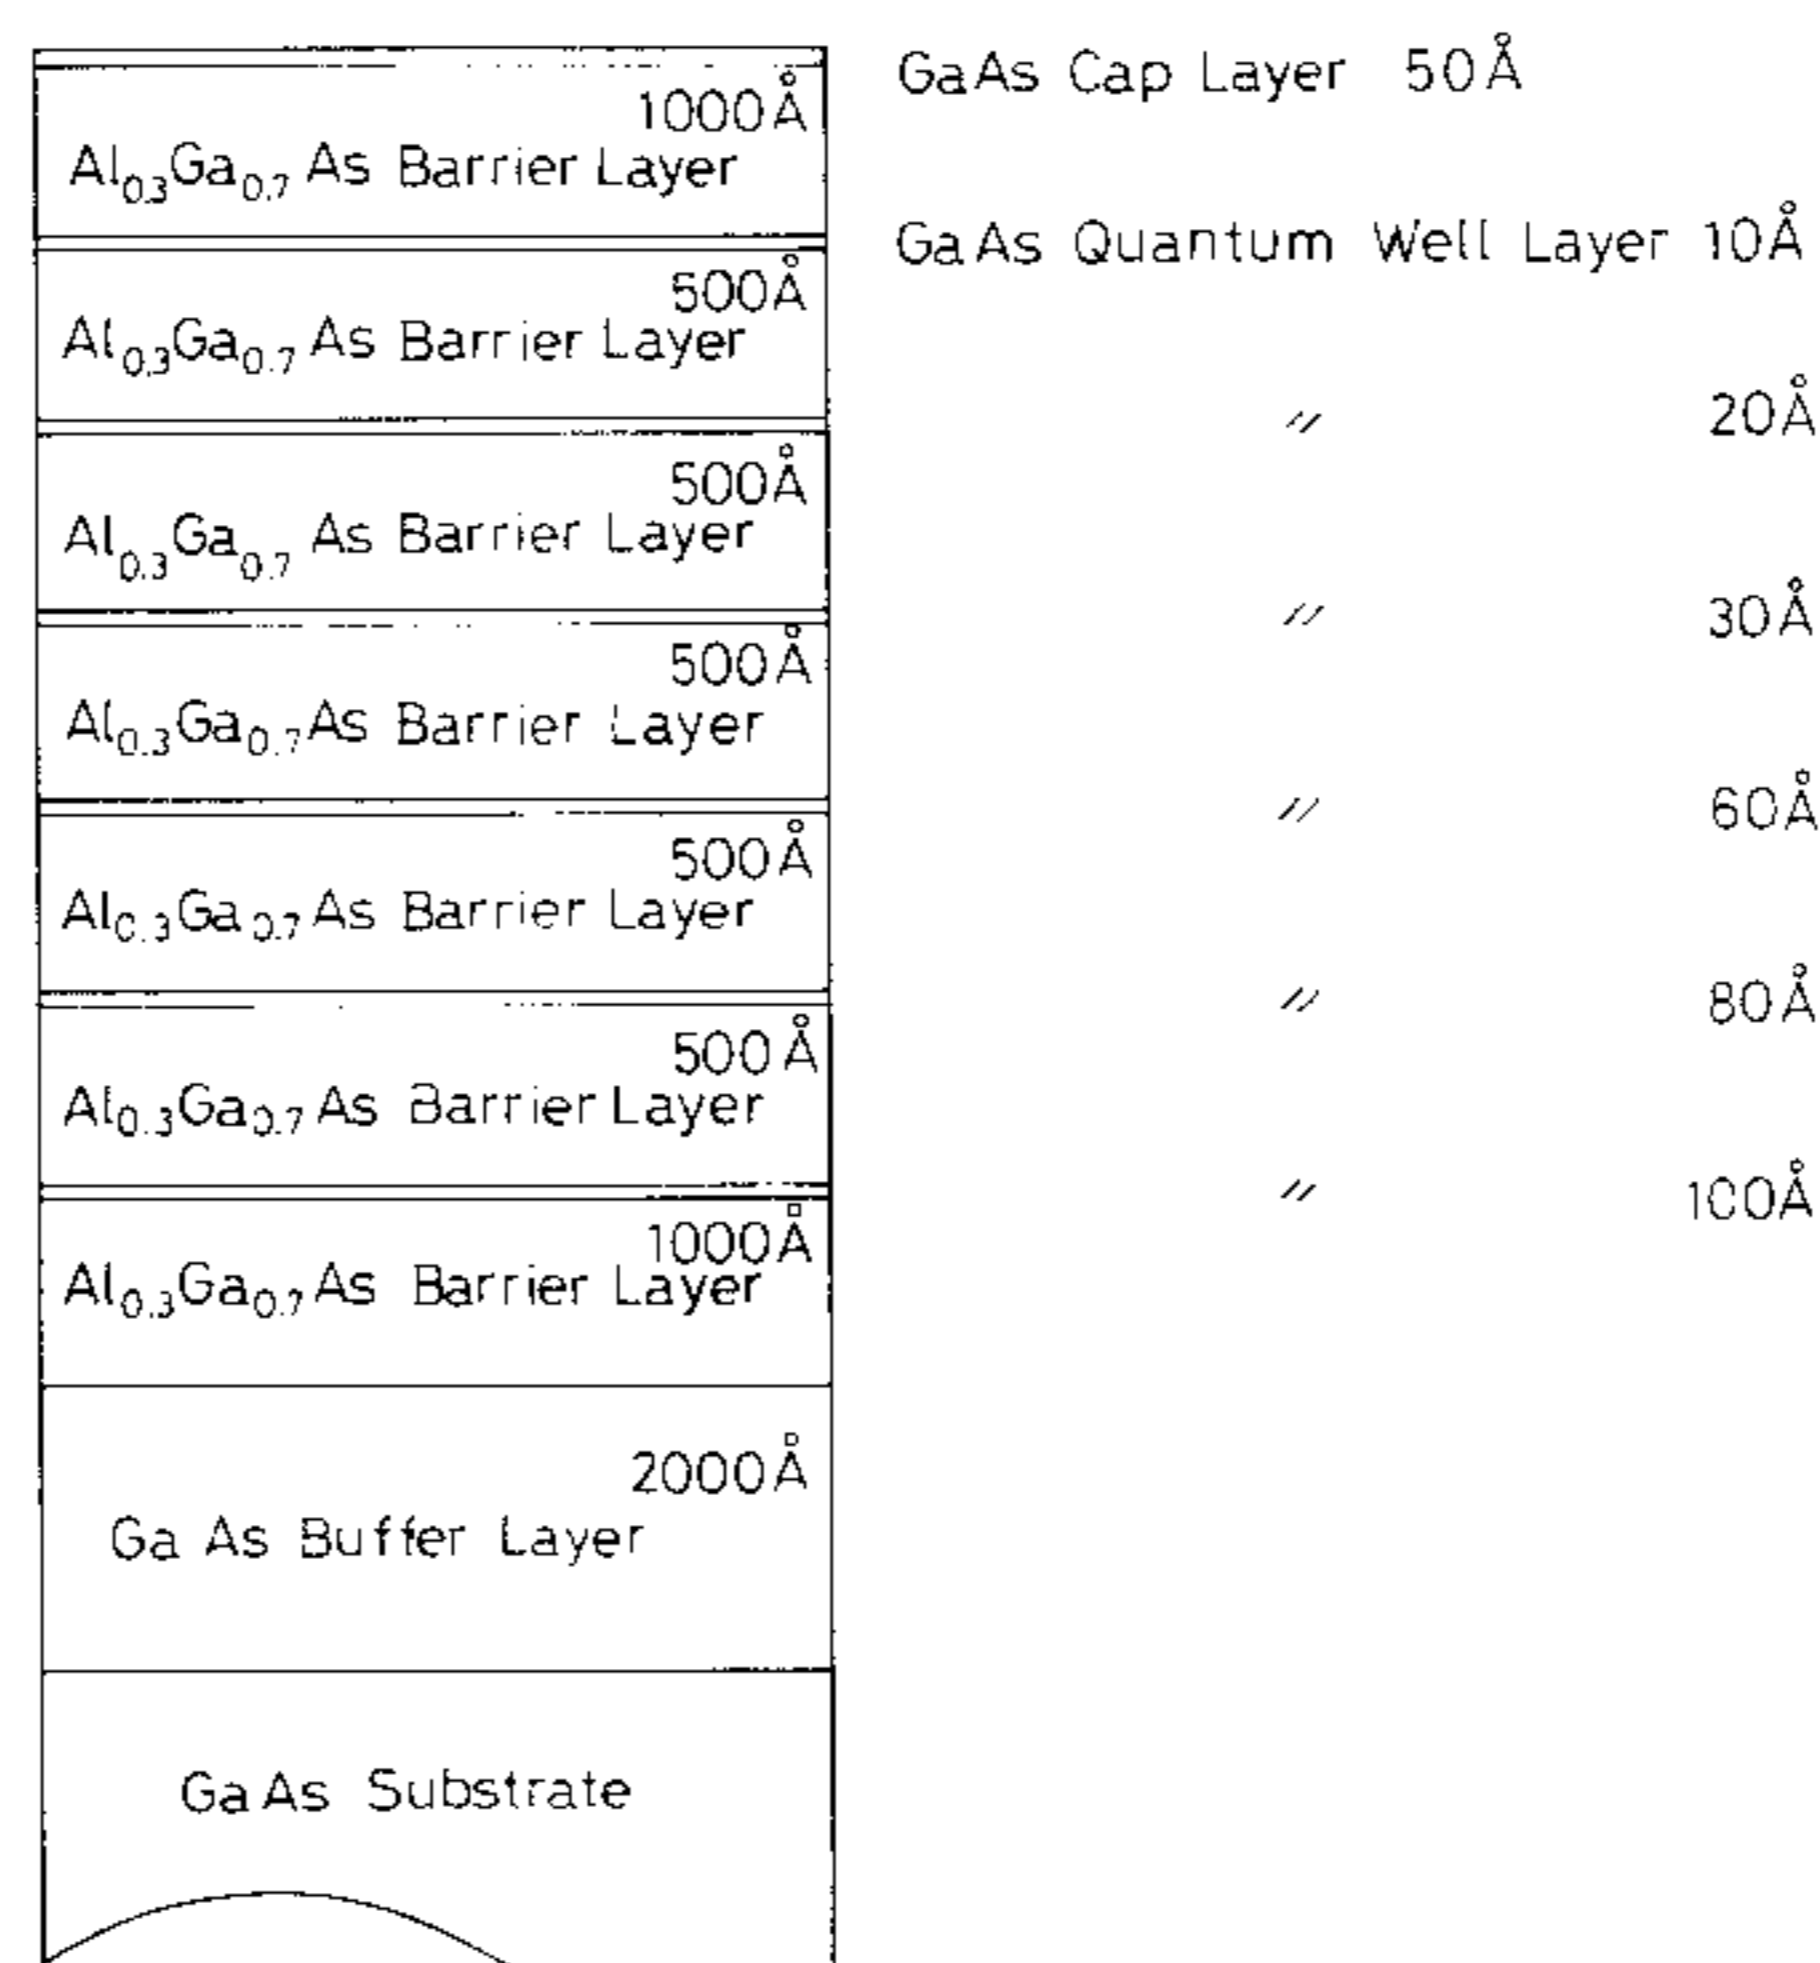 GaAs Cap Layer 50Å
1000Å
Al0.3Ga0.7As Barrier Layer
GaAs Quantum Well Layer 10Å
500Å
Al0.3Ga0.7As Barrier Layer
〃 20Å
500Å
Al0.3Ga0.7As Barrier Layer
〃 30Å
500Å
Al0.3Ga0.7As Barrier Layer
〃 60Å
500Å
Al0.3Ga0.7As Barrier Layer
〃 80Å
500Å
Al0.3Ga0.7As Barrier Layer
〃 100Å
1000Å
Al0.3Ga0.7As Barrier Layer
2000Å
GaAs Buffer Layer
GaAs Substrate